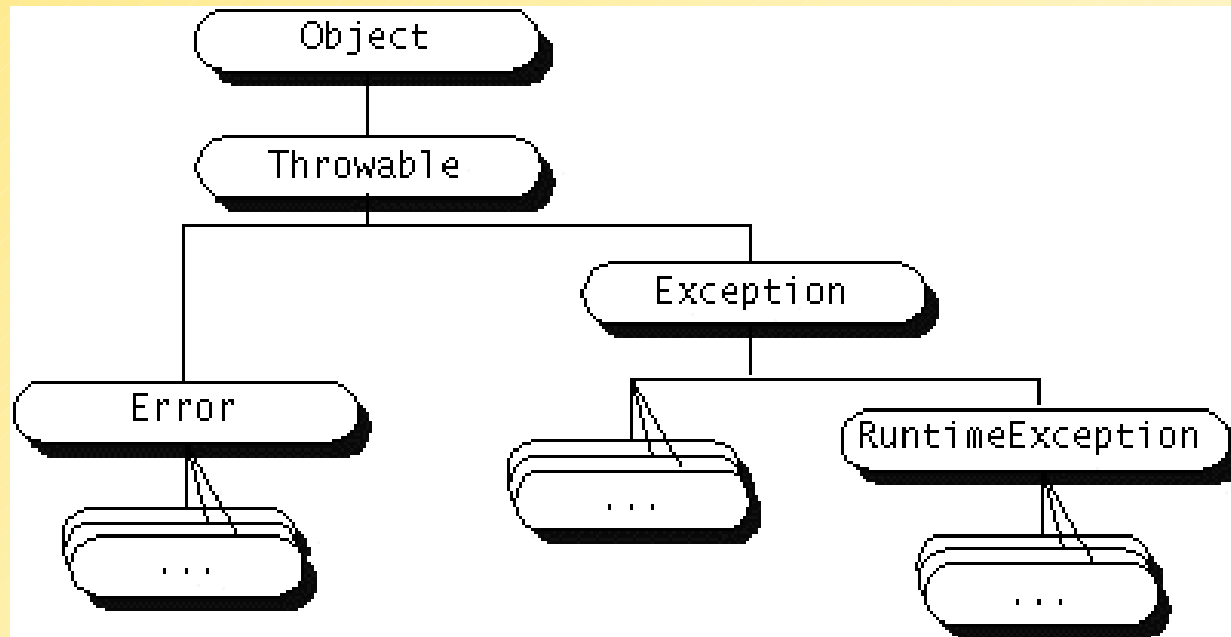 Object
Throwable
Exception
Error
RuntimeException
...
...
...